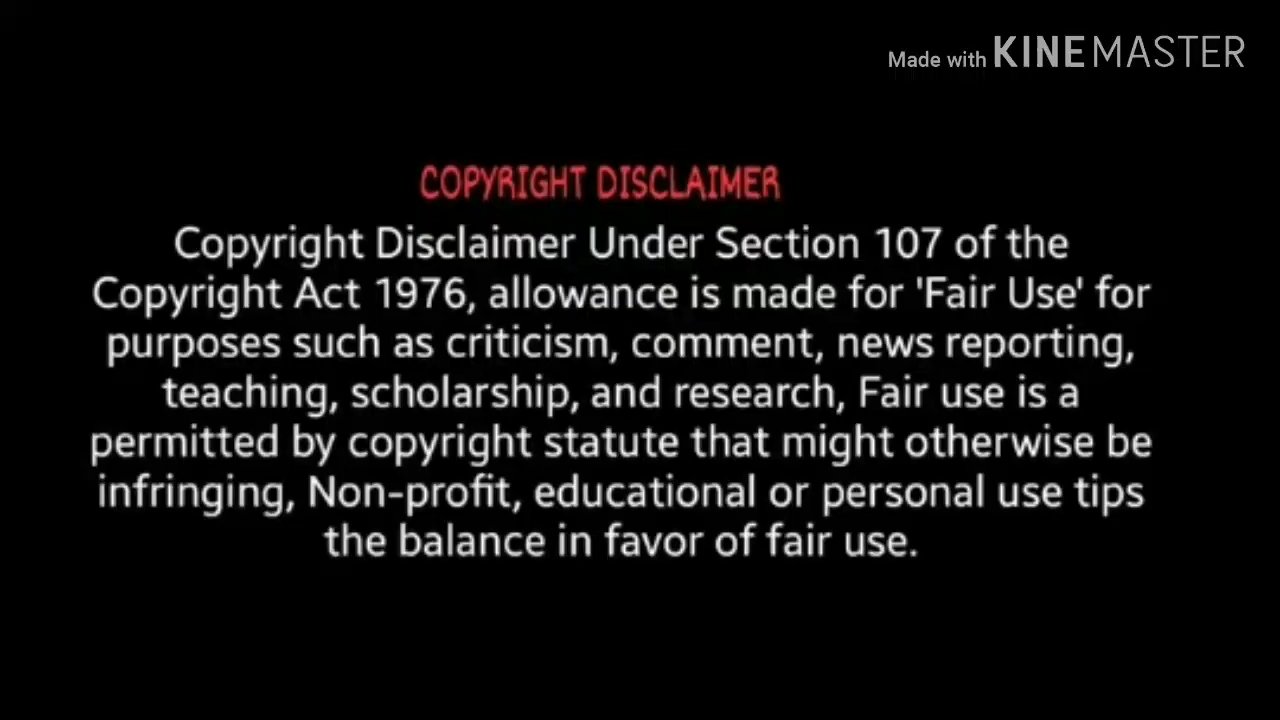 Made with KINEMASTER
COPYRIGHT DISCLAIMER
Copyright Disclaimer Under Section 107 of the
Copyright Act 1976, allowance is made for 'Fair Use' for
purposes such as criticism, comment, news reporting,
teaching, scholarship, and research, Fair use is a
permitted by copyright statute that might otherwise be
infringing, Non-profit, educational or personal use tips
the balance in favor of fair use.